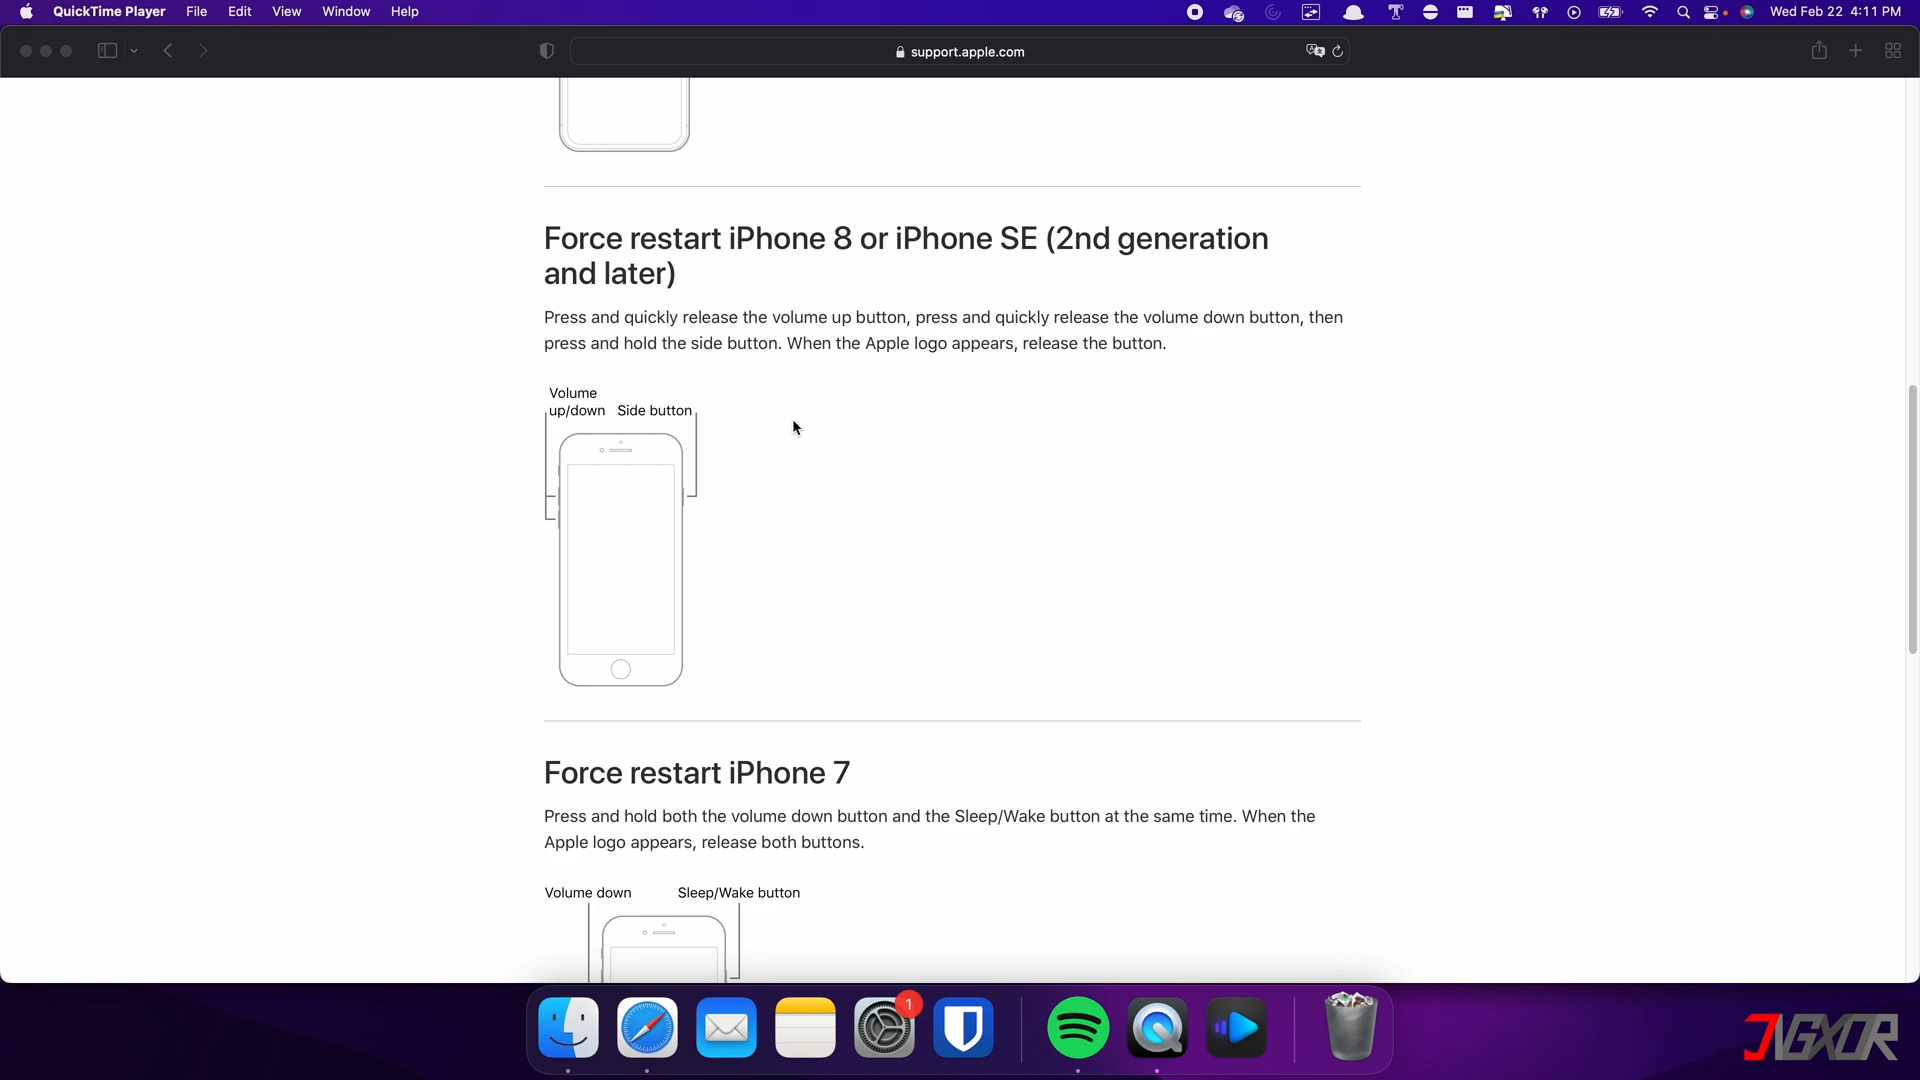 QuickTime Player File Edit View Window Help Wed Feb 22 4:11 PM
support.apple.com
Force restart iPhone 8 or iPhone SE (2nd generation
and later)
Press and quickly release the volume up button, press and quickly release the volume down button, then
press and hold the side button. When the Apple logo appears, release the button.
Volume
up/down Side button
Force restart iPhone 7
Press and hold both the volume down button and the Sleep/Wake button at the same time. When the
Apple logo appears, release both buttons.
Volume down Sleep/Wake button
1
JVGXOR